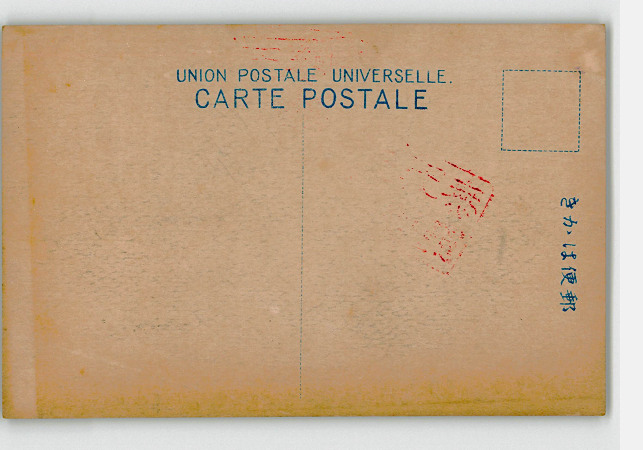 UNION POSTALE UNIVERSELLE.
CARTE POSTALE
きかは便郵